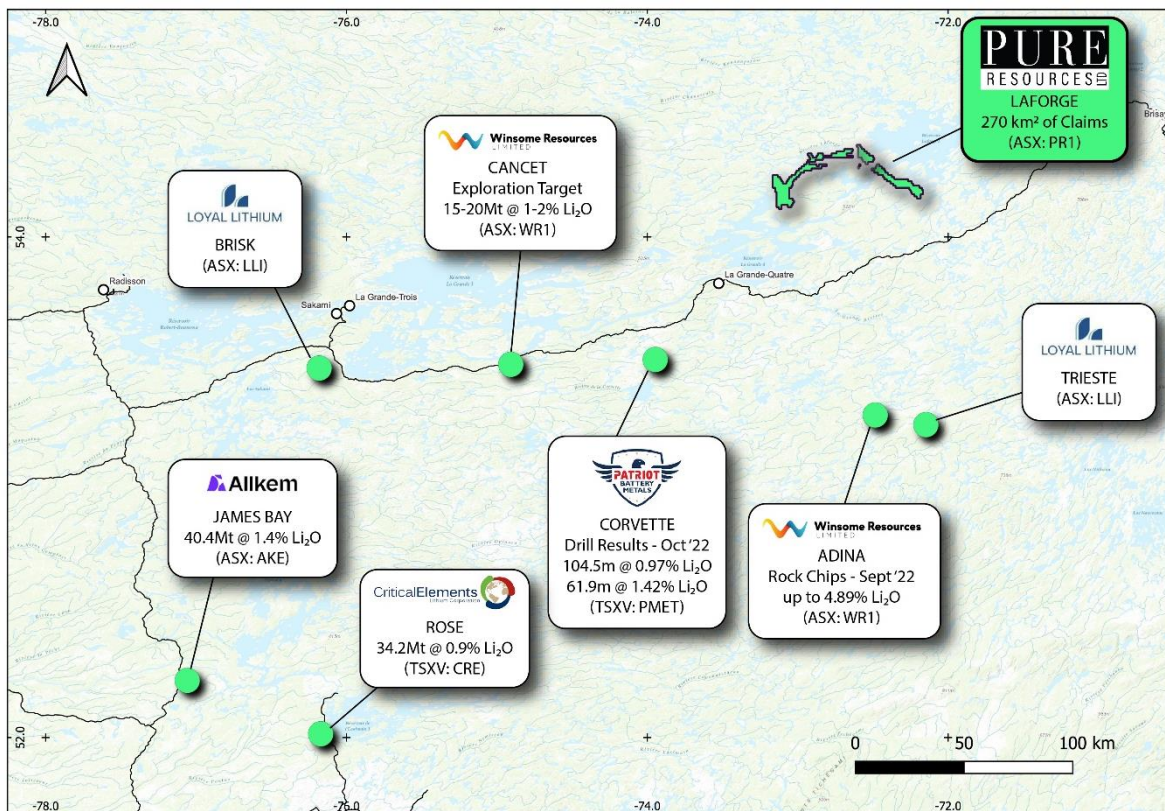 -78.0
-76.0
-74.0
-72.0
PURE
RESOURCES LTD
LAFORGE
270 km² of Claims
(ASX: PR1)
Brisay
Winsome Resources
LIMITED
CANCET
Exploration Target
15-20Mt @ 1-2% Li₂O
(ASX: WR1)
LOYAL LITHIUM
BRISK
(ASX: LLI)
54.0
54.0
Radisson
Sakami
La Grande-Trois
La Grande-Quatre
LOYAL LITHIUM
TRIESTE
(ASX: LLI)
Allkem
JAMES BAY
40.4Mt @ 1.4% Li₂O
(ASX: AKE)
PATRIOT
BATTERY
METALS
CORVETTE
Drill Results - Oct '22
104.5m @ 0.97% Li₂O
61.9m @ 1.42% Li₂O
(TSXV: PMET)
Winsome Resources
LIMITED
ADINA
Rock Chips - Sept '22
up to 4.89% Li₂O
(ASX: WR1)
CriticalElements
Lithium Corporation
ROSE
34.2Mt @ 0.9% Li₂O
(TSXV: CRE)
52.0
52.0
0 50 100 km
-78.0
-76.0
-74.0
-72.0